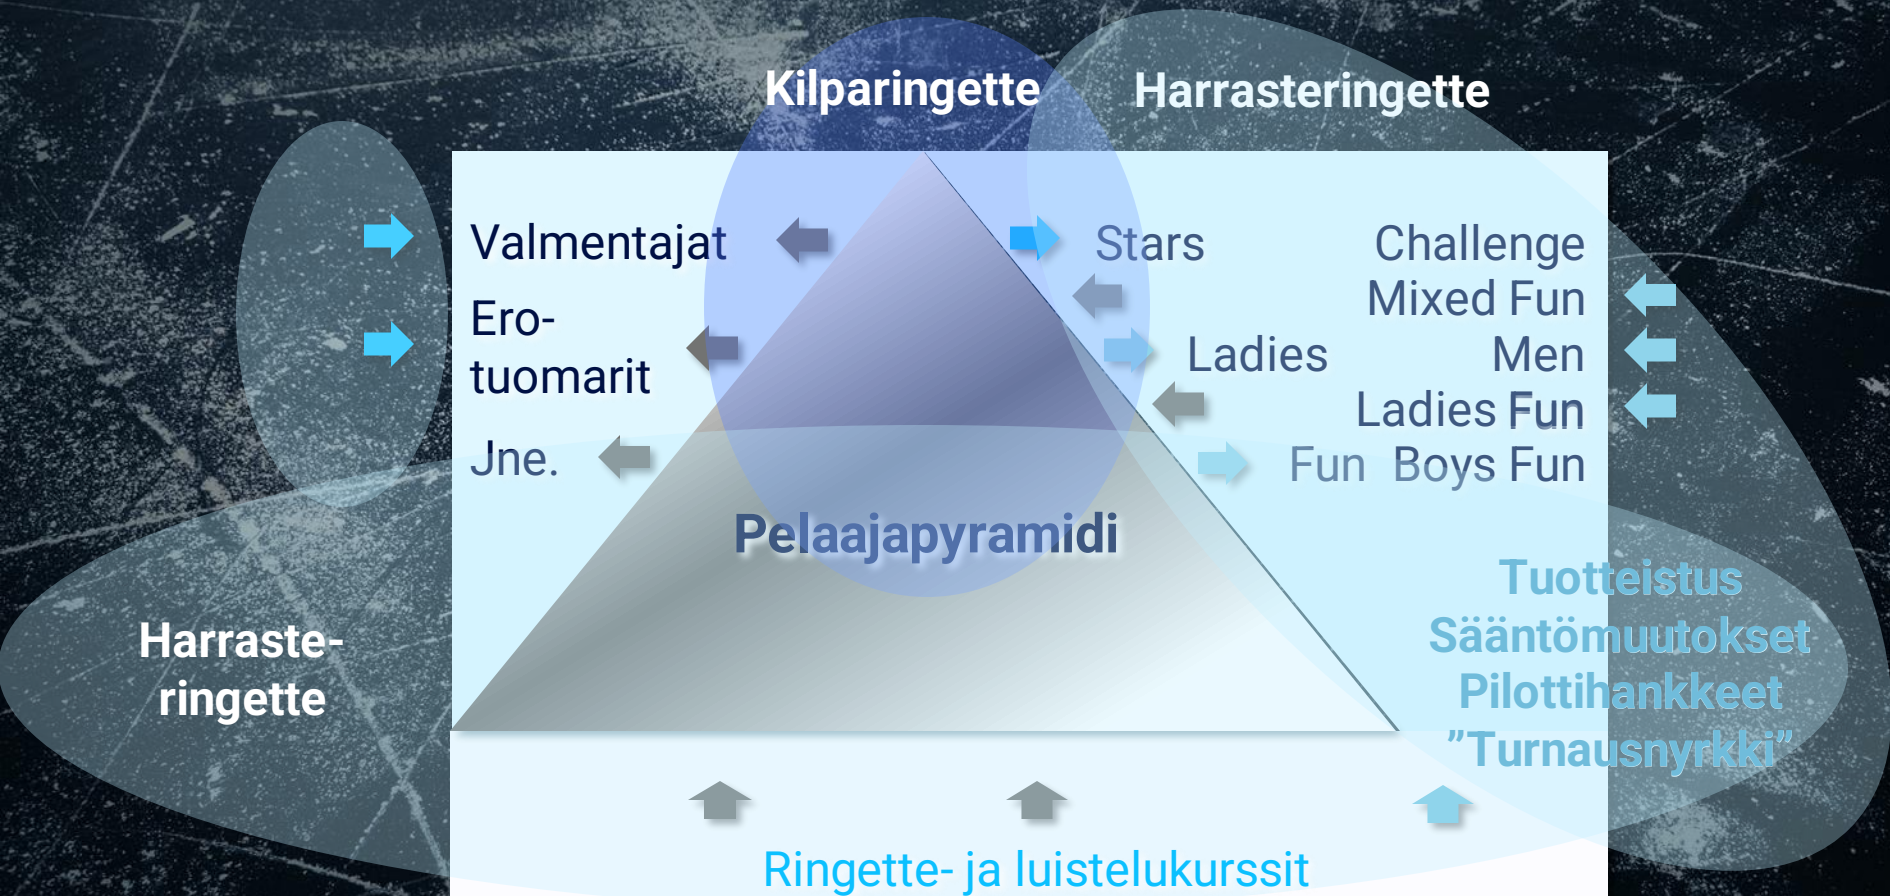 Kilparingette
Harrasteringette
Valmentajat
Ero-
tuomarit
Jne.
Stars
Ladies
Fun
Challenge
Mixed Fun
Men
Ladies Fun
Boys Fun
Pelaajapyramidi
Harraste-
ringette
Tuotteistus
Sääntömuutokset
Pilottihankkeet
”Turnausnyrkki”
Ringette- ja luistelukurssit